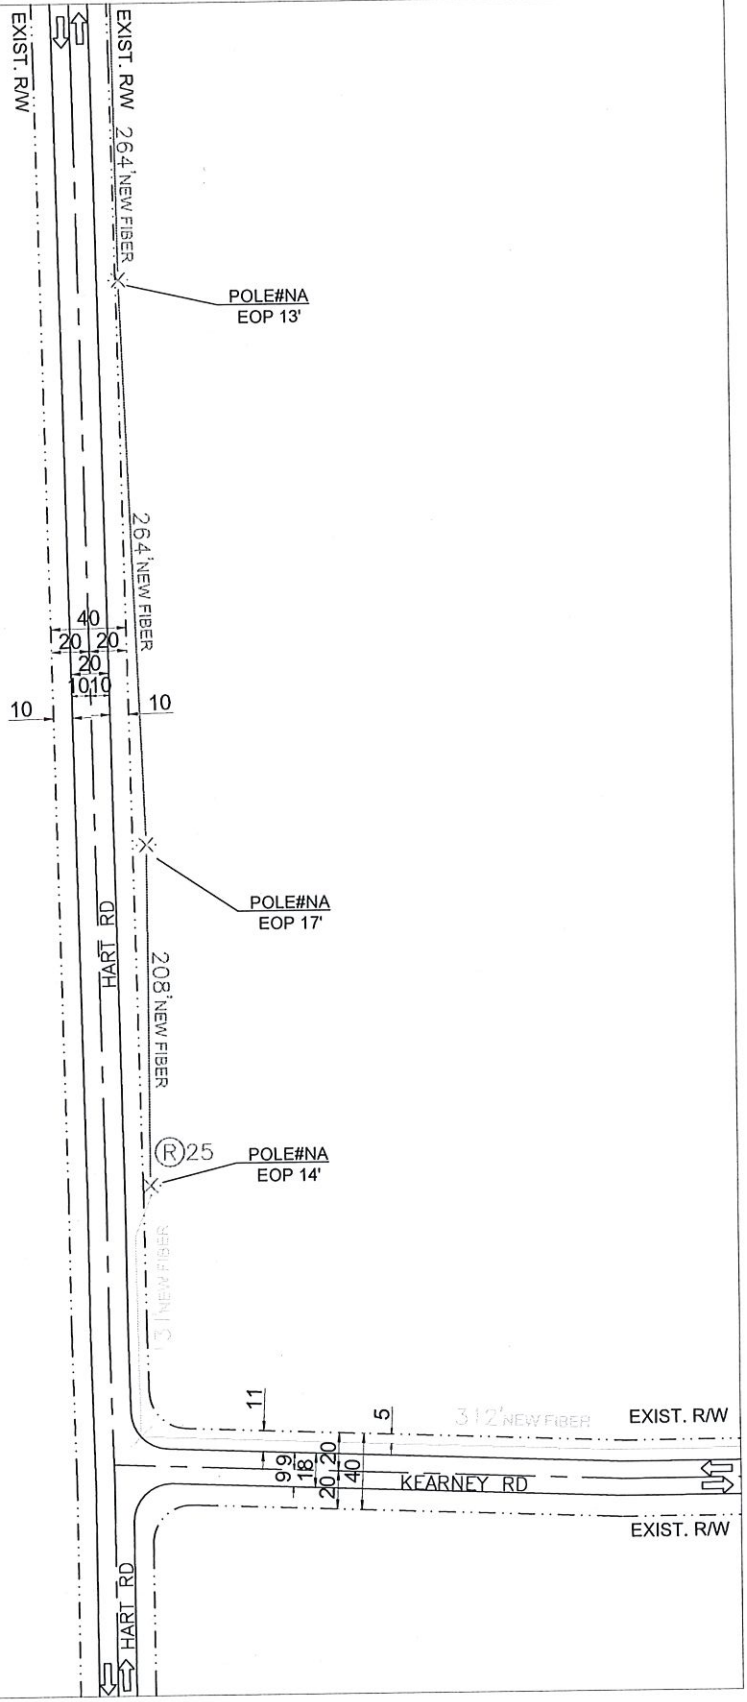 EXIST. R/W
EXIST. R/W
264' NEW FIBER
POLE#NA
EOP 13'
264' NEW FIBER
40
20 20
20
10 10
10
10
POLE#NA
EOP 17'
HART RD
208' NEW FIBER
R 25
POLE#NA
EOP 14'
NEW FIBER
11
5
312' NEW FIBER
EXIST. R/W
9 9
18
20 20
40
KEARNEY RD
EXIST. R/W
HART RD